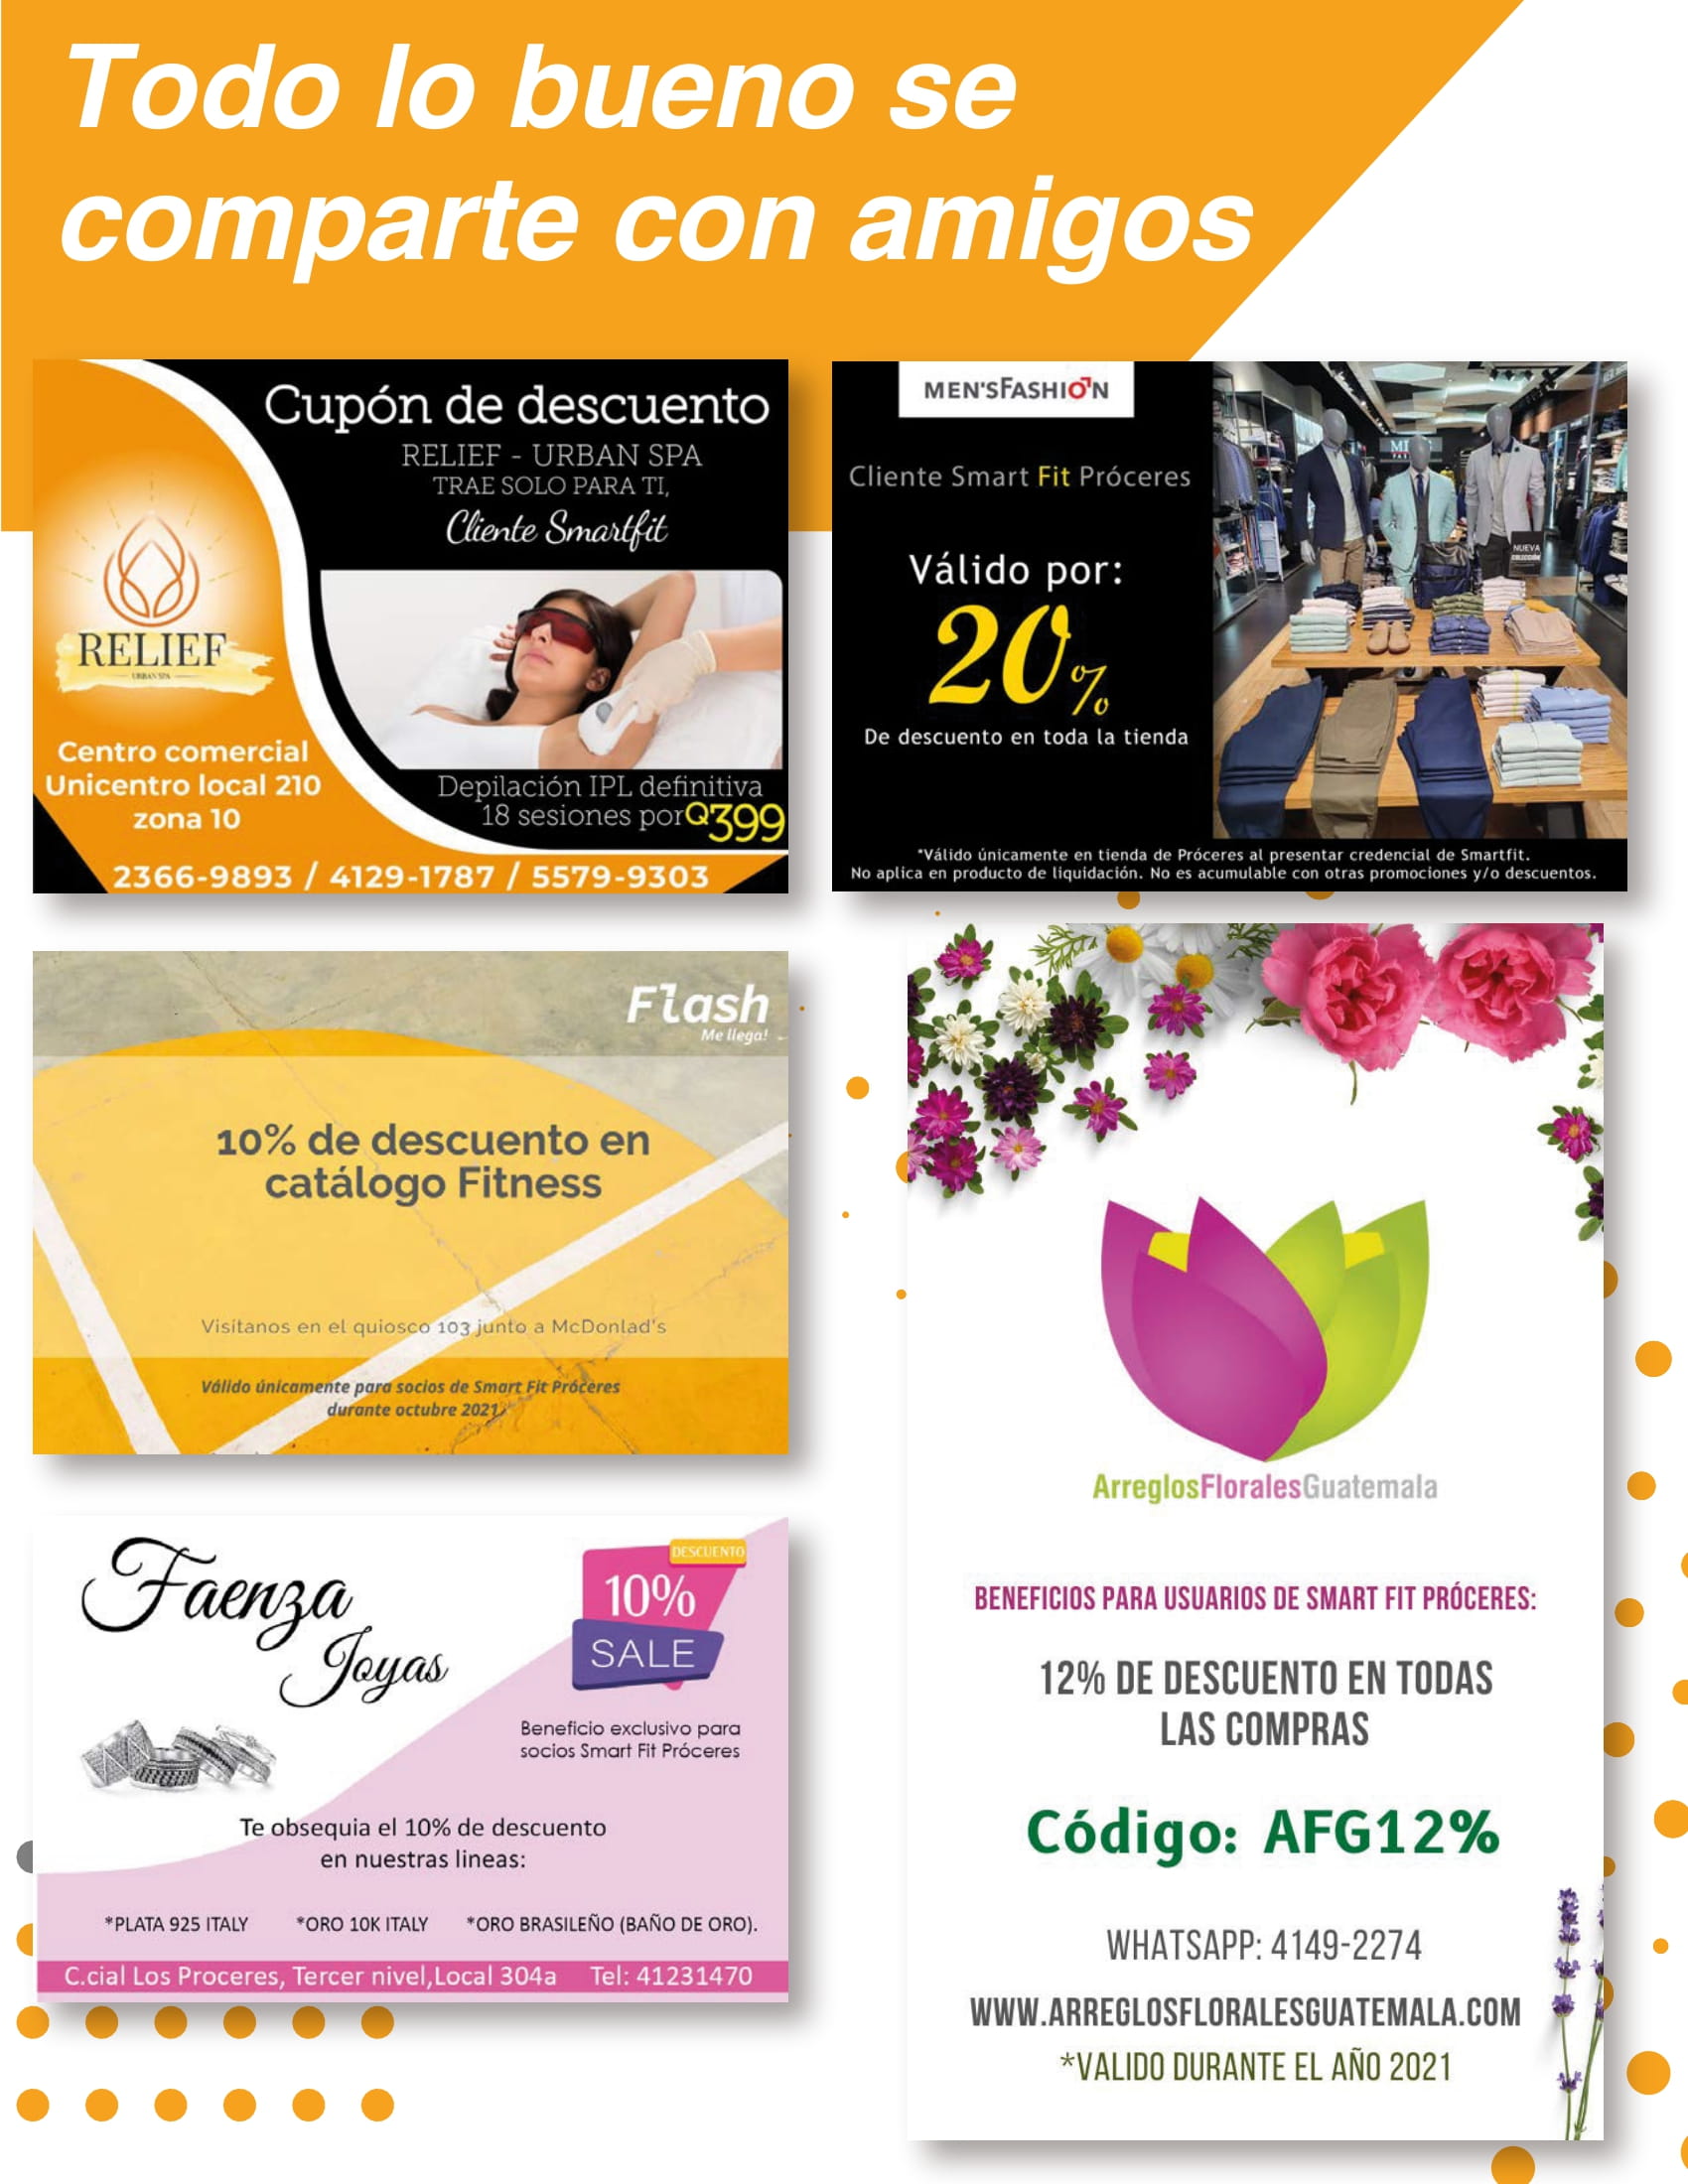 Todo lo bueno se
comparte con amigos
Cupón de descuento
RELIEF - URBAN SPA
TRAE SOLO PARA TI,
Cliente Smartfit
RELIEF
URBAN SPA
Centro comercial
Unicentro local 210
zona 10
Depilación IPL definitiva
18 sesiones por Q399
2366-9893 / 4129-1787 / 5579-9303
MEN'SFASHION
Cliente Smart Fit Próceres
Válido por:
20%
De descuento en toda la tienda
NUEVA
*Válido únicamente en tienda de Próceres al presentar credencial de Smartfit.
No aplica en producto de liquidación. No es acumulable con otras promociones y/o descuentos.
Flash
Me llega!
10% de descuento en
catálogo Fitness
Visítanos en el quiosco 103 junto a McDonlad's
Válido únicamente para socios de Smart Fit Próceres
durante octubre 2021
Faenza
Joyas
DESCUENTO
10%
SALE
Beneficio exclusivo para
socios Smart Fit Próceres
Te obsequia el 10% de descuento
en nuestras lineas:
*PLATA 925 ITALY *ORO 10K ITALY *ORO BRASILEÑO (BAÑO DE ORO).
C.cial Los Proceres, Tercer nivel,Local 304a Tel: 41231470
ArreglosFloralesGuatemala
BENEFICIOS PARA USUARIOS DE SMART FIT PRÓCERES:
12% DE DESCUENTO EN TODAS
LAS COMPRAS
Código: AFG12%
WHATSAPP: 4149-2274
WWW.ARREGLOSFLORALESGUATEMALA.COM
*VALIDO DURANTE EL AÑO 2021